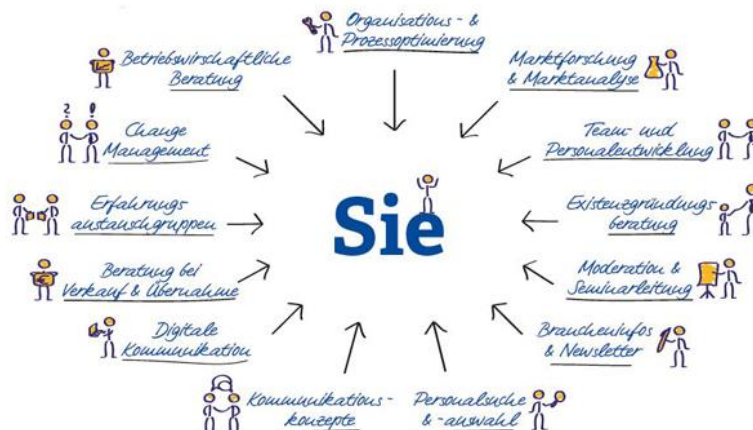 Organisations- &
Prozessoptimierung
Marktforschung
& Marktanalyse
Team- und
Personalentwicklung
Existenzgründungs
beratung
Moderation &
Seminarleitung
Brancheninfos
& Newsletter
Personalsuche
& -auswahl
Kommunikations-
konzepte
Digitale
Kommunikation
Beratung bei
Verkauf & Übernahme
Erfahrungs
austauschgruppen
? !
Change
Management
Betriebswirtschaftliche
Beratung
Sie